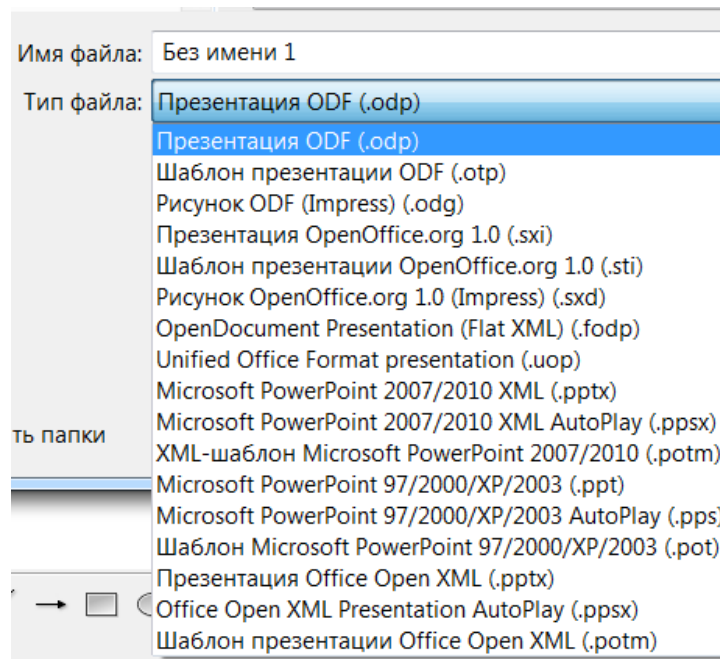 Имя файла: Без имени 1
Тип файла: Презентация ODF (.odp)
Презентация ODF (.odp)
Шаблон презентации ODF (.otp)
Рисунок ODF (Impress) (.odg)
Презентация OpenOffice.org 1.0 (.sxi)
Шаблон презентации OpenOffice.org 1.0 (.sti)
Рисунок OpenOffice.org 1.0 (Impress) (.sxd)
OpenDocument Presentation (Flat XML) (.fodp)
Unified Office Format presentation (.uop)
Microsoft PowerPoint 2007/2010 XML (.pptx)
Microsoft PowerPoint 2007/2010 XML AutoPlay (.ppsx)
ть папки
XML-шаблон Microsoft PowerPoint 2007/2010 (.potm)
Microsoft PowerPoint 97/2000/XP/2003 (.ppt)
Microsoft PowerPoint 97/2000/XP/2003 AutoPlay (.pps)
Шаблон Microsoft PowerPoint 97/2000/XP/2003 (.pot)
Презентация Office Open XML (.pptx)
Office Open XML Presentation AutoPlay (.ppsx)
Шаблон презентации Office Open XML (.potm)